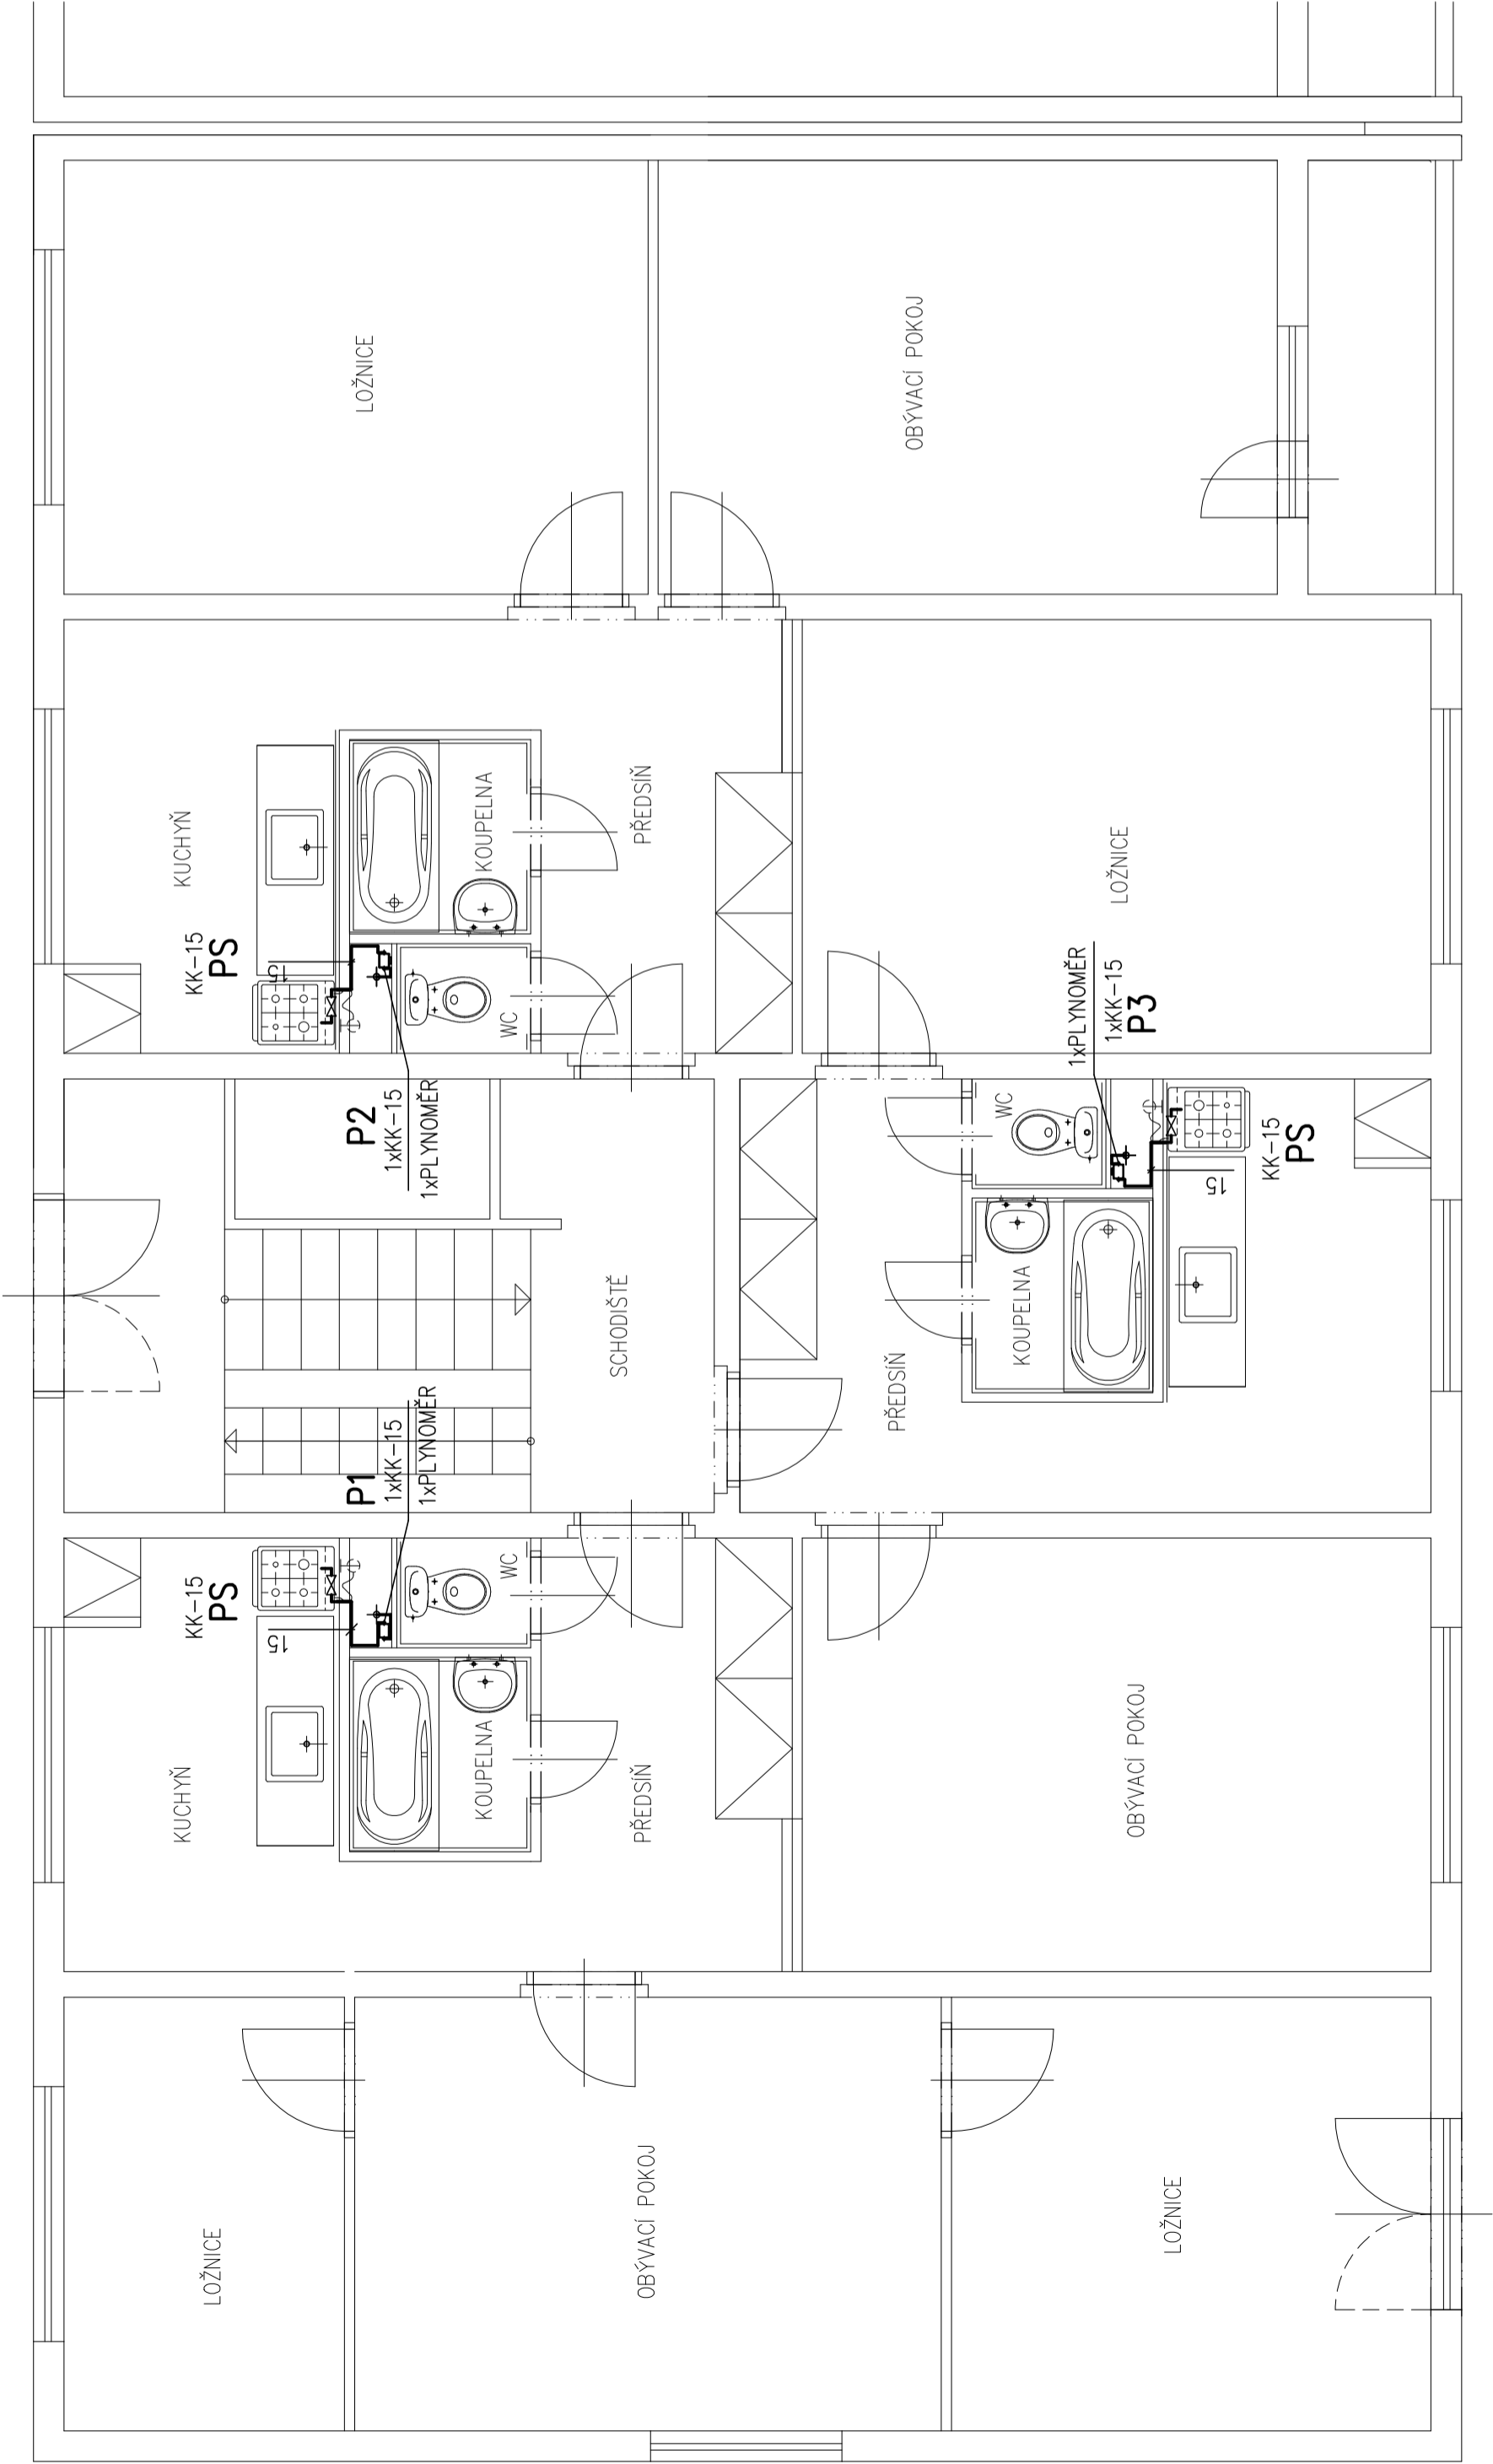 LOŽNICE
KUCHYŇ
KK-15
PS
15
P1
1xKK-15
1xPLYNOMĚR
KOUPELNA
WC
PŘEDSÍŇ
OBÝVACÍ POKOJ
SCHODIŠTĚ
P2
1xKK-15
1xPLYNOMĚR
KK-15
PS
15
KUCHYŇ
KOUPELNA
WC
PŘEDSÍŇ
LOŽNICE
OBÝVACÍ POKOJ
LOŽNICE
OBÝVACÍ POKOJ
PŘEDSÍŇ
KOUPELNA
WC
1xPLYNOMĚR
1xKK-15
P3
15
KK-15
PS
LOŽNICE